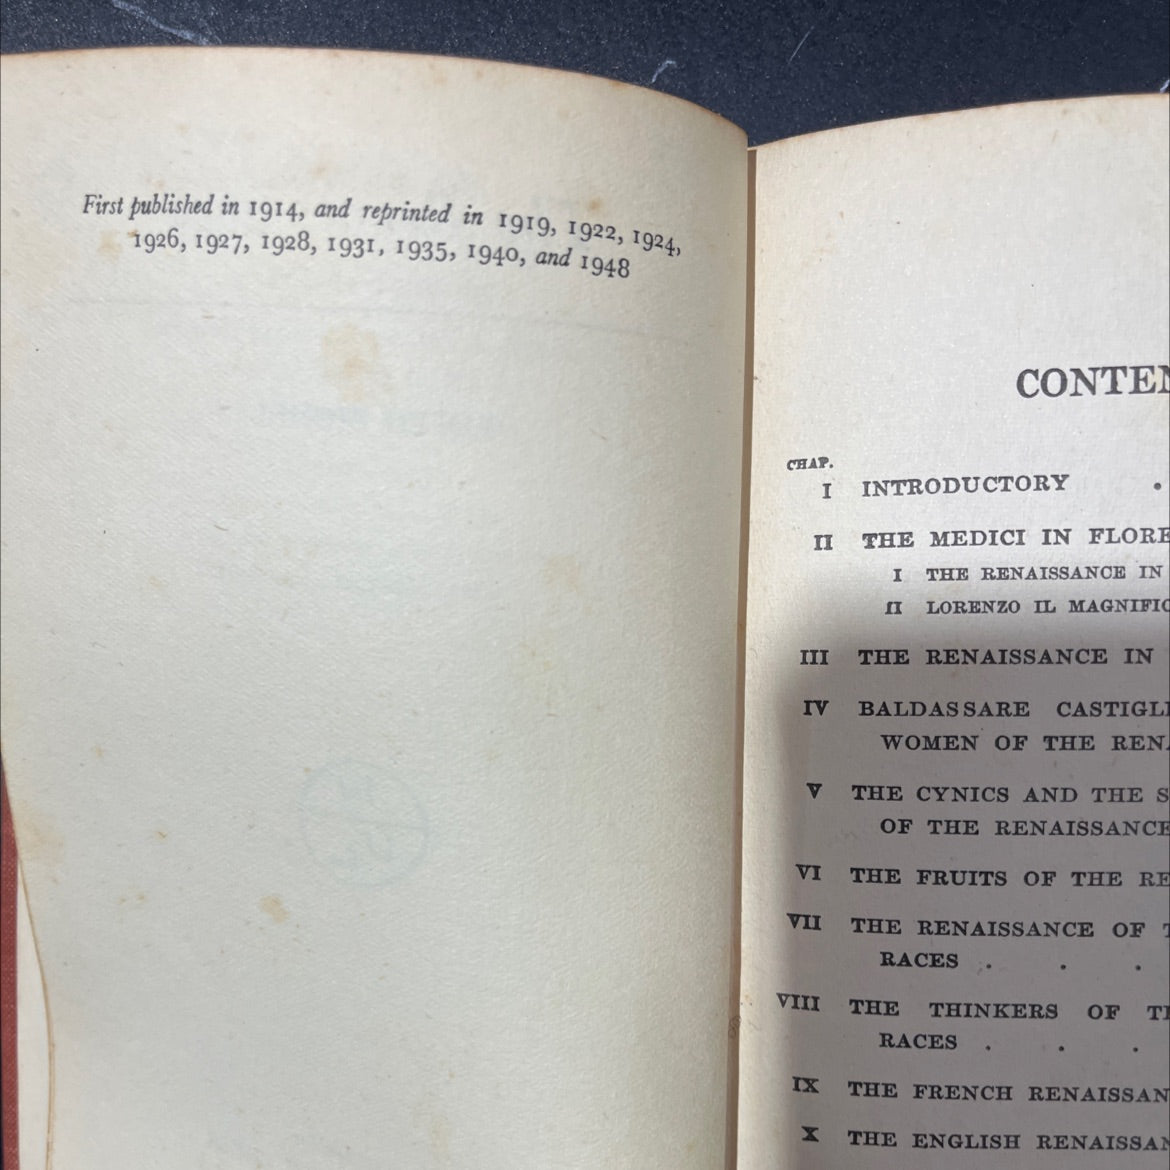 First published in 1914, and reprinted in 1919, 1922, 1924,
1926, 1927, 1928, 1931, 1935, 1940, and 1948
CONTEN
CHAP.
I INTRODUCTORY .
II THE MEDICI IN FLORE
I THE RENAISSANCE IN
II LORENZO IL MAGNIFIC
III THE RENAISSANCE IN
IV BALDASSARE CASTIGLI
WOMEN OF THE RENA
V THE CYNICS AND THE S
OF THE RENAISSANCE
VI THE FRUITS OF THE RE
VII THE RENAISSANCE OF T
RACES . . .
VIII THE THINKERS OF TH
RACES . . .
IX THE FRENCH RENAISSAN
X THE ENGLISH RENAISSAN